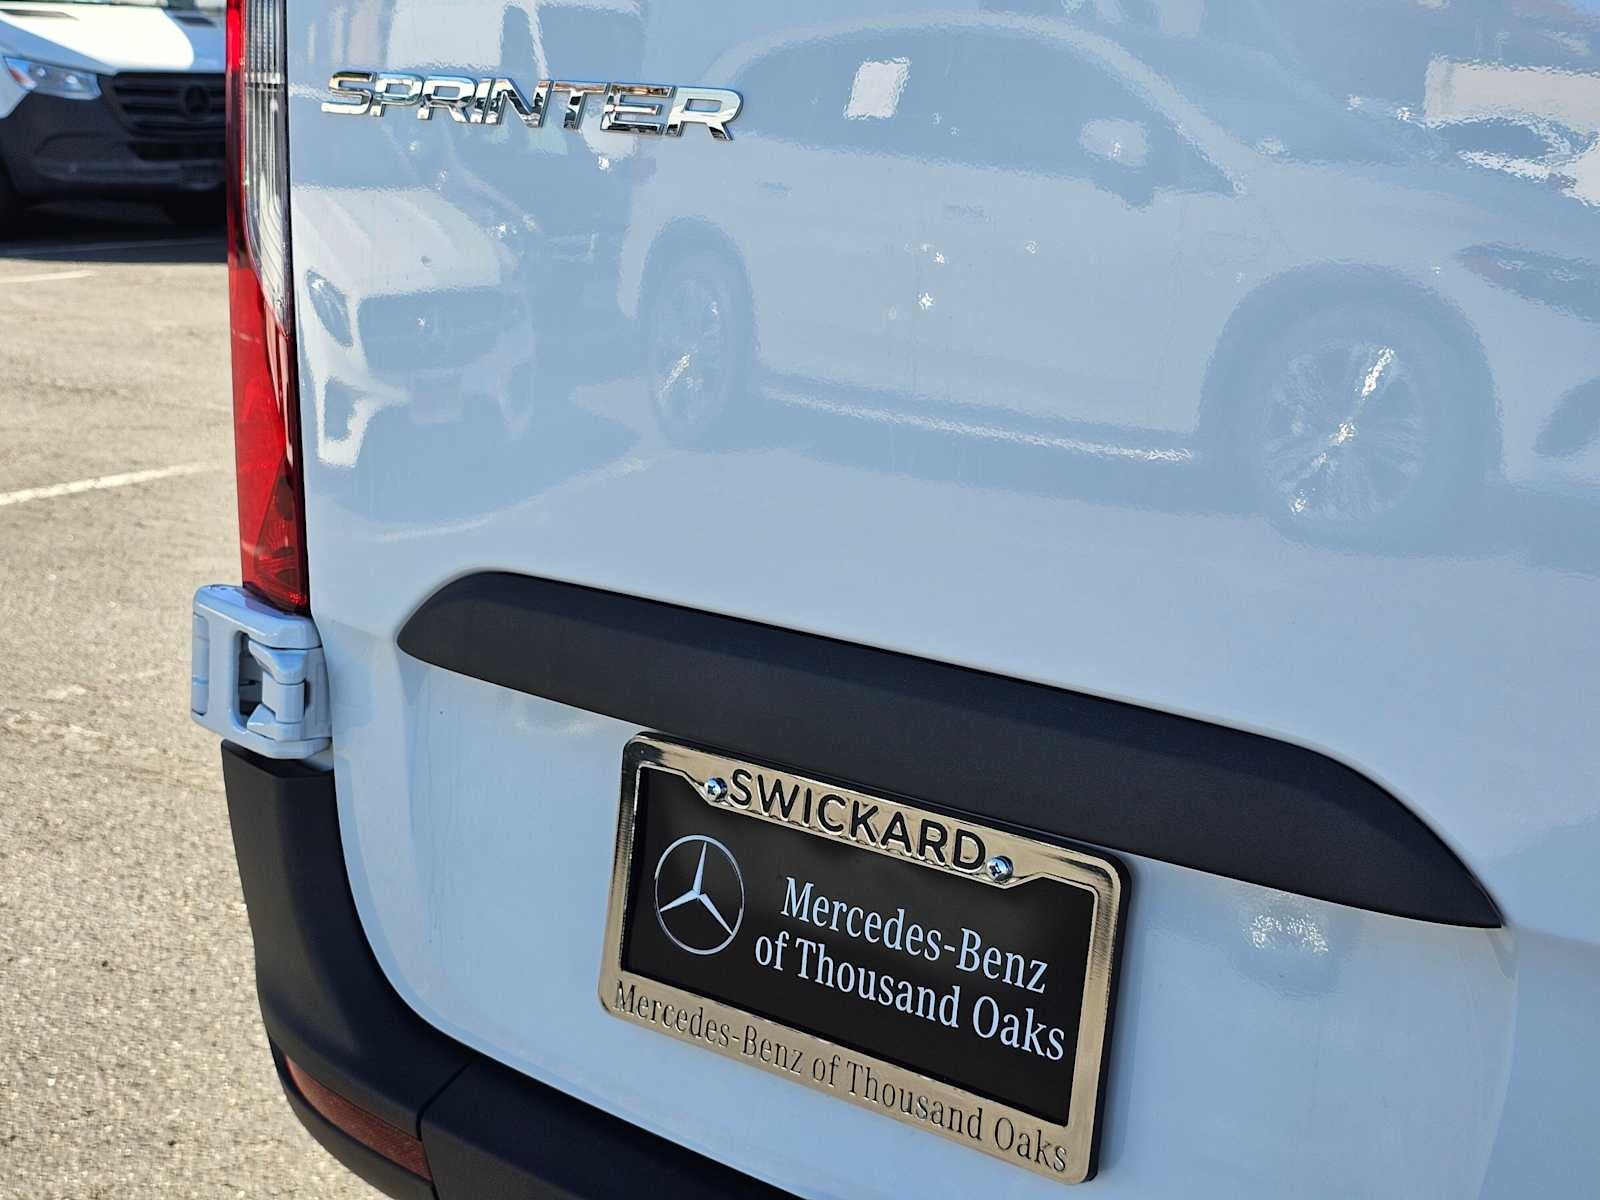 SPRINTER
SWICKARD
Mercedes-Benz
of Thousand Oaks
Mercedes-Benz of Thousand Oaks